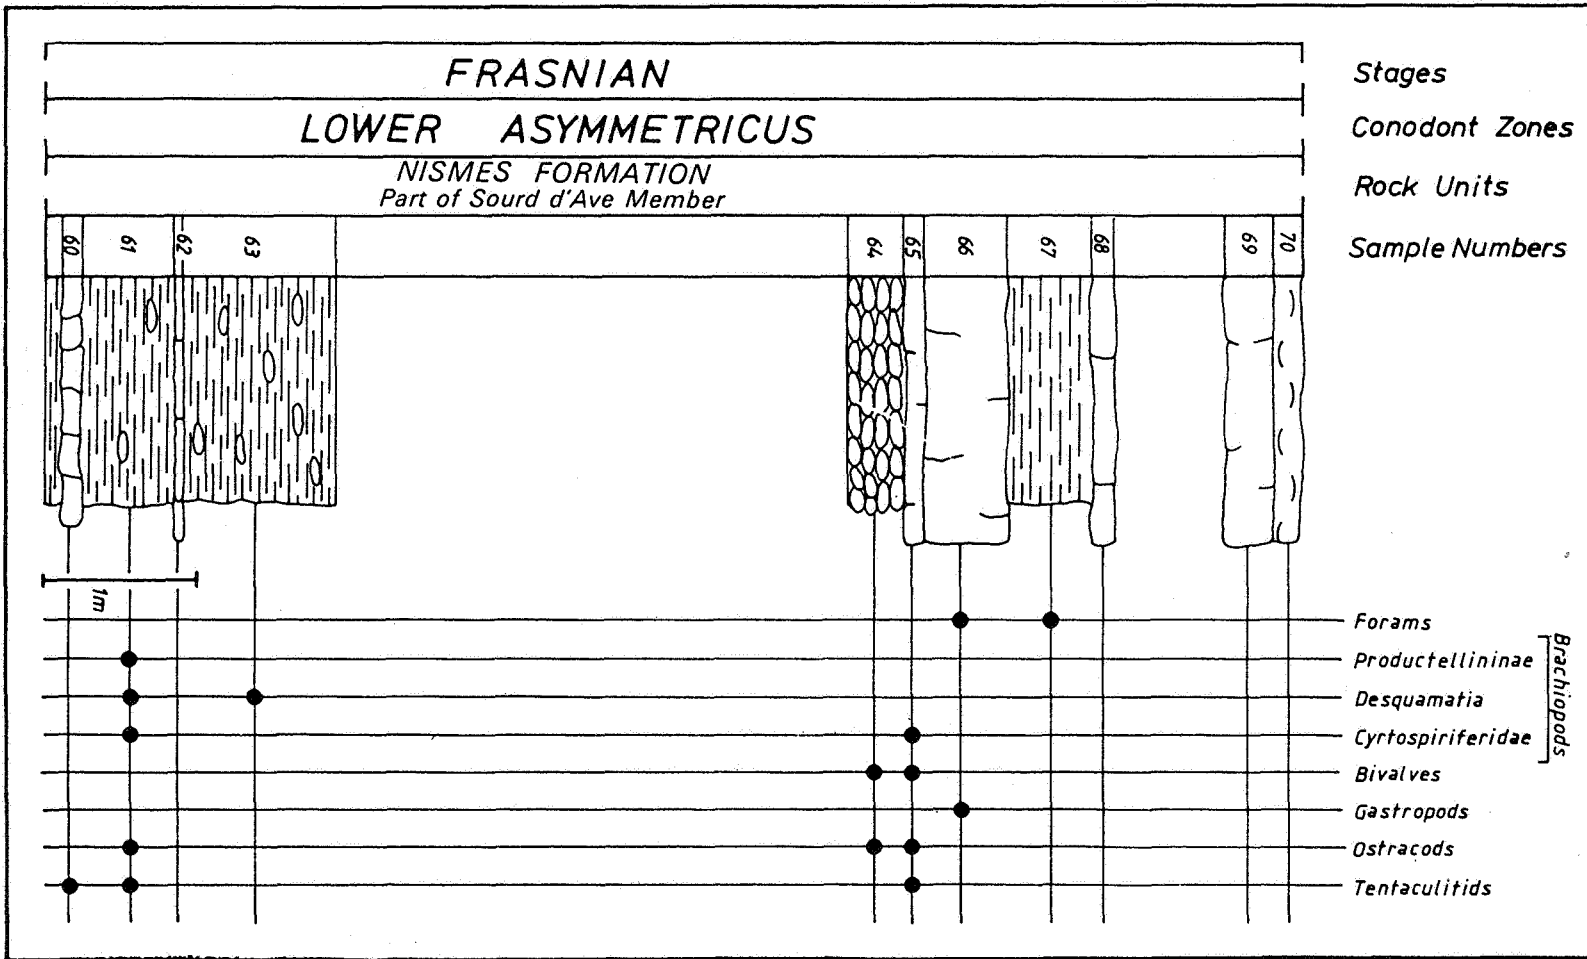 FRASNIAN
Stages
LOWER ASYMMETRICUS
Conodont Zones
NISMES FORMATION
Part of Sourd d'Ave Member
Rock Units
60 61 62 63 64 65 66 67 68 69 70
Sample Numbers
1m
Forams
Productellininae
Desquamatia
Cyrtospiriferidae
Brachiopods
Bivalves
Gastropods
Ostracods
Tentaculitids